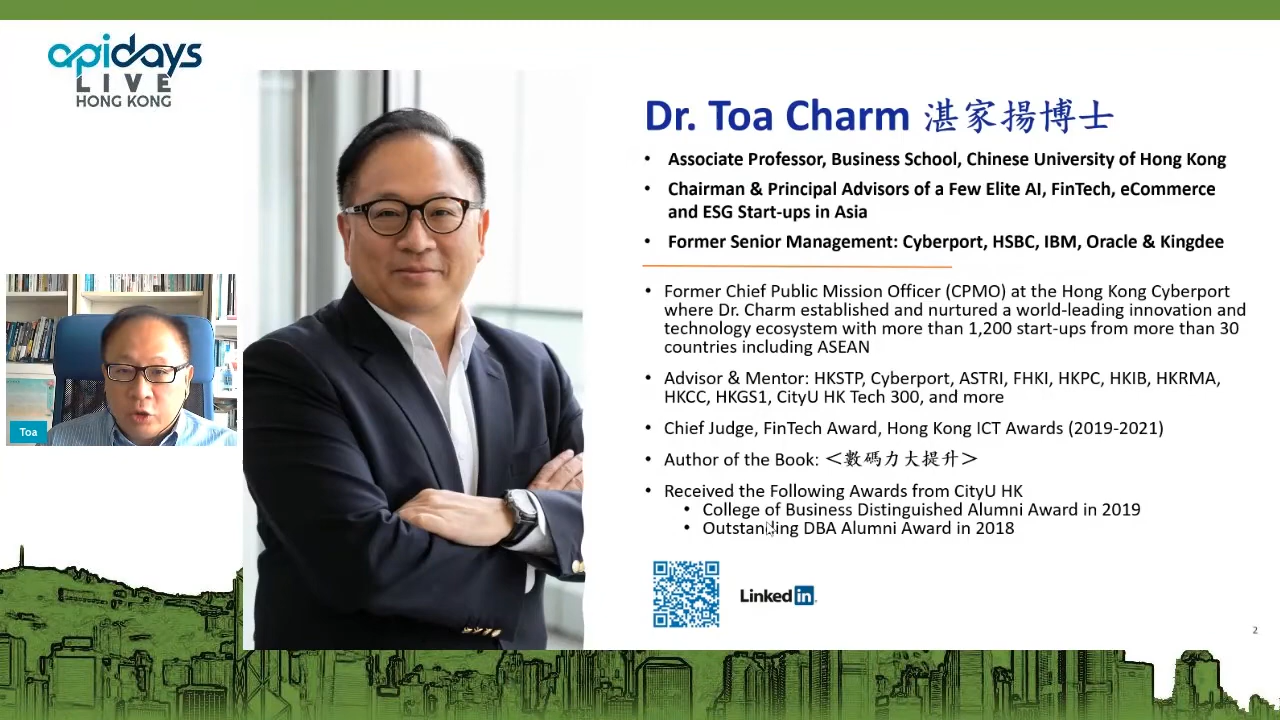 apidays
LIVE
HONG KONG
Toa
Dr. Toa Charm 湛家揚博士
• Associate Professor, Business School, Chinese University of Hong Kong
• Chairman & Principal Advisors of a Few Elite AI, FinTech, eCommerce
and ESG Start-ups in Asia
• Former Senior Management: Cyberport, HSBC, IBM, Oracle & Kingdee
• Former Chief Public Mission Officer (CPMO) at the Hong Kong Cyberport
where Dr. Charm established and nurtured a world-leading innovation and
technology ecosystem with more than 1,200 start-ups from more than 30
countries including ASEAN
• Advisor & Mentor: HKSTP, Cyberport, ASTRI, FHKI, HKPC, HKIB, HKRMA,
HKCC, HKGS1, CityU HK Tech 300, and more
• Chief Judge, FinTech Award, Hong Kong ICT Awards (2019-2021)
• Author of the Book: <數碼力大提升>
• Received the Following Awards from CityU HK
• College of Business Distinguished Alumni Award in 2019
• Outstanding DBA Alumni Award in 2018
Linked in
2